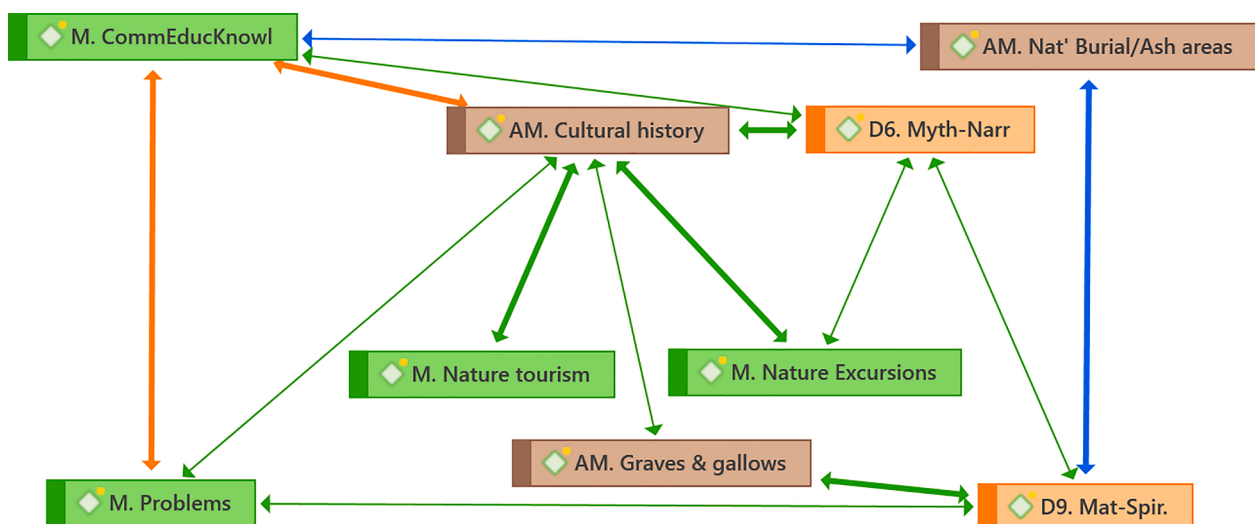 M. CommEducKnowl
AM. Nat' Burial/Ash areas
AM. Cultural history
D6. Myth-Narr
M. Nature tourism
M. Nature Excursions
AM. Graves & gallows
M. Problems
D9. Mat-Spir.